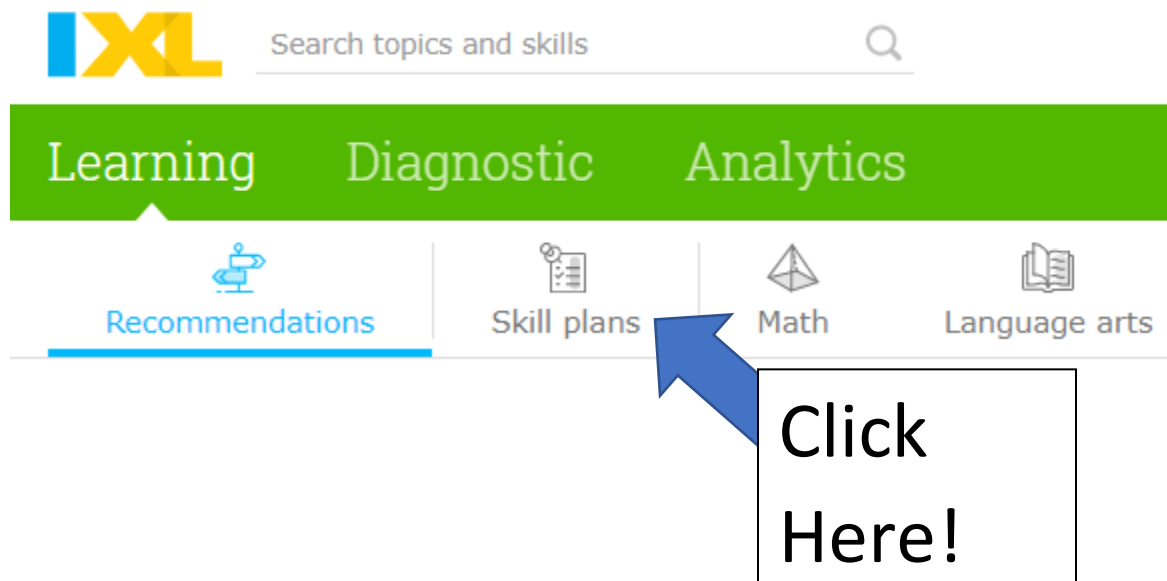 IXL Search topics and skills
Learning Diagnostic Analytics
Recommendations Skill plans Math Language arts
Click
Here!